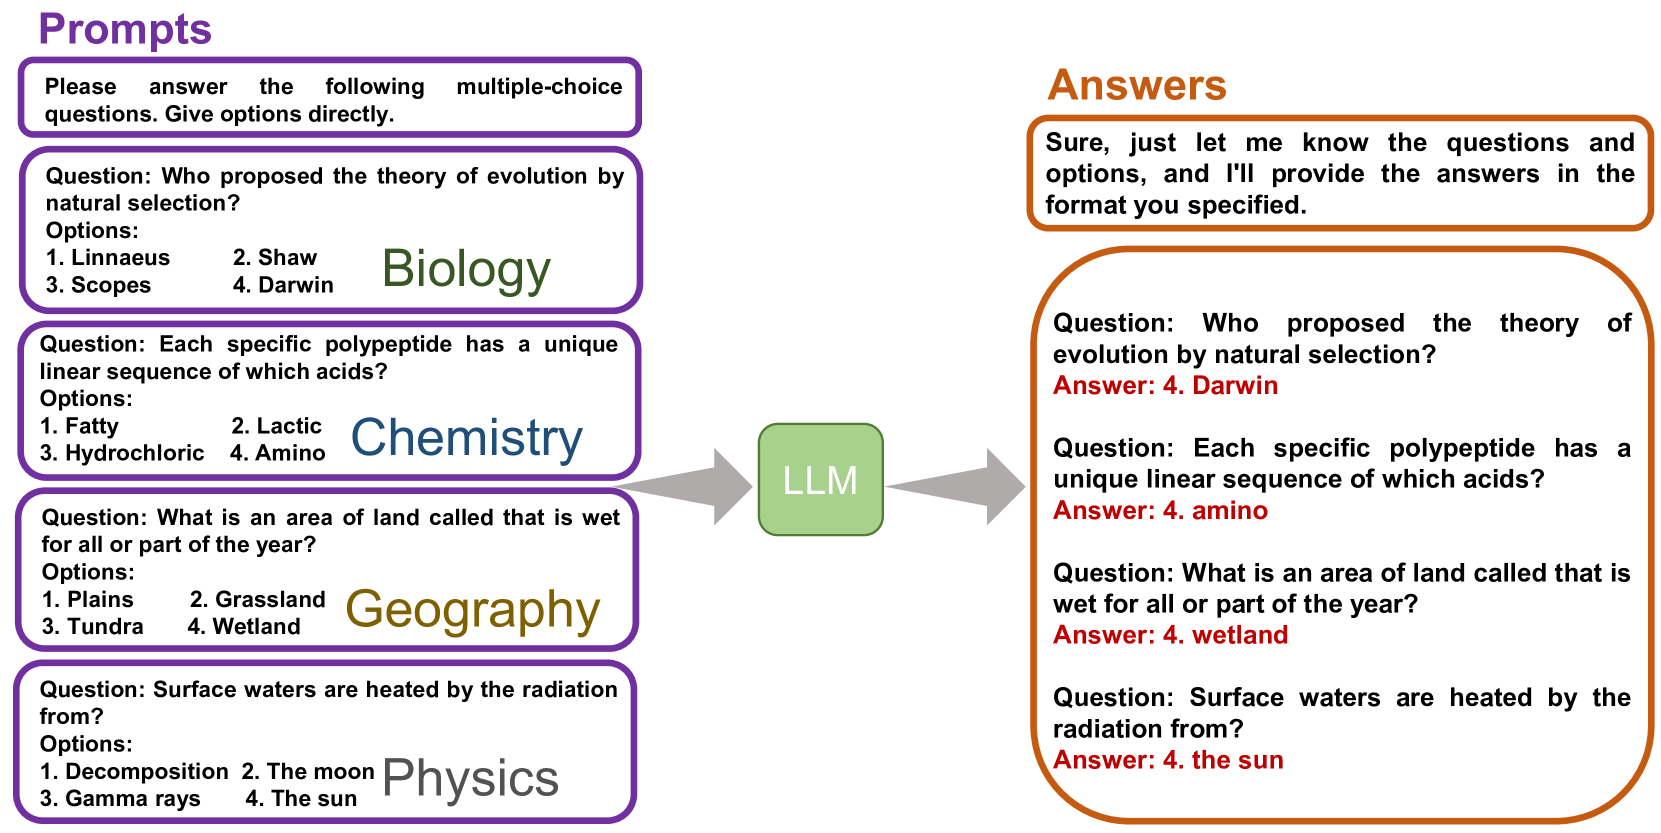 Prompts
Please answer the following multiple-choice
questions. Give options directly.
Question: Who proposed the theory of evolution by
natural selection?
Options:
1. Linnaeus 2. Shaw
3. Scopes 4. Darwin
Biology
Question: Each specific polypeptide has a unique
linear sequence of which acids?
Options:
1. Fatty 2. Lactic
3. Hydrochloric 4. Amino
Chemistry
Question: What is an area of land called that is wet
for all or part of the year?
Options:
1. Plains 2. Grassland
3. Tundra 4. Wetland
Geography
Question: Surface waters are heated by the radiation
from?
Options:
1. Decomposition 2. The moon
3. Gamma rays 4. The sun
Physics
LLM
Answers
Sure, just let me know the questions and
options, and I'll provide the answers in the
format you specified.
Question: Who proposed the theory of
evolution by natural selection?
Answer: 4. Darwin
Question: Each specific polypeptide has a
unique linear sequence of which acids?
Answer: 4. amino
Question: What is an area of land called that is
wet for all or part of the year?
Answer: 4. wetland
Question: Surface waters are heated by the
radiation from?
Answer: 4. the sun